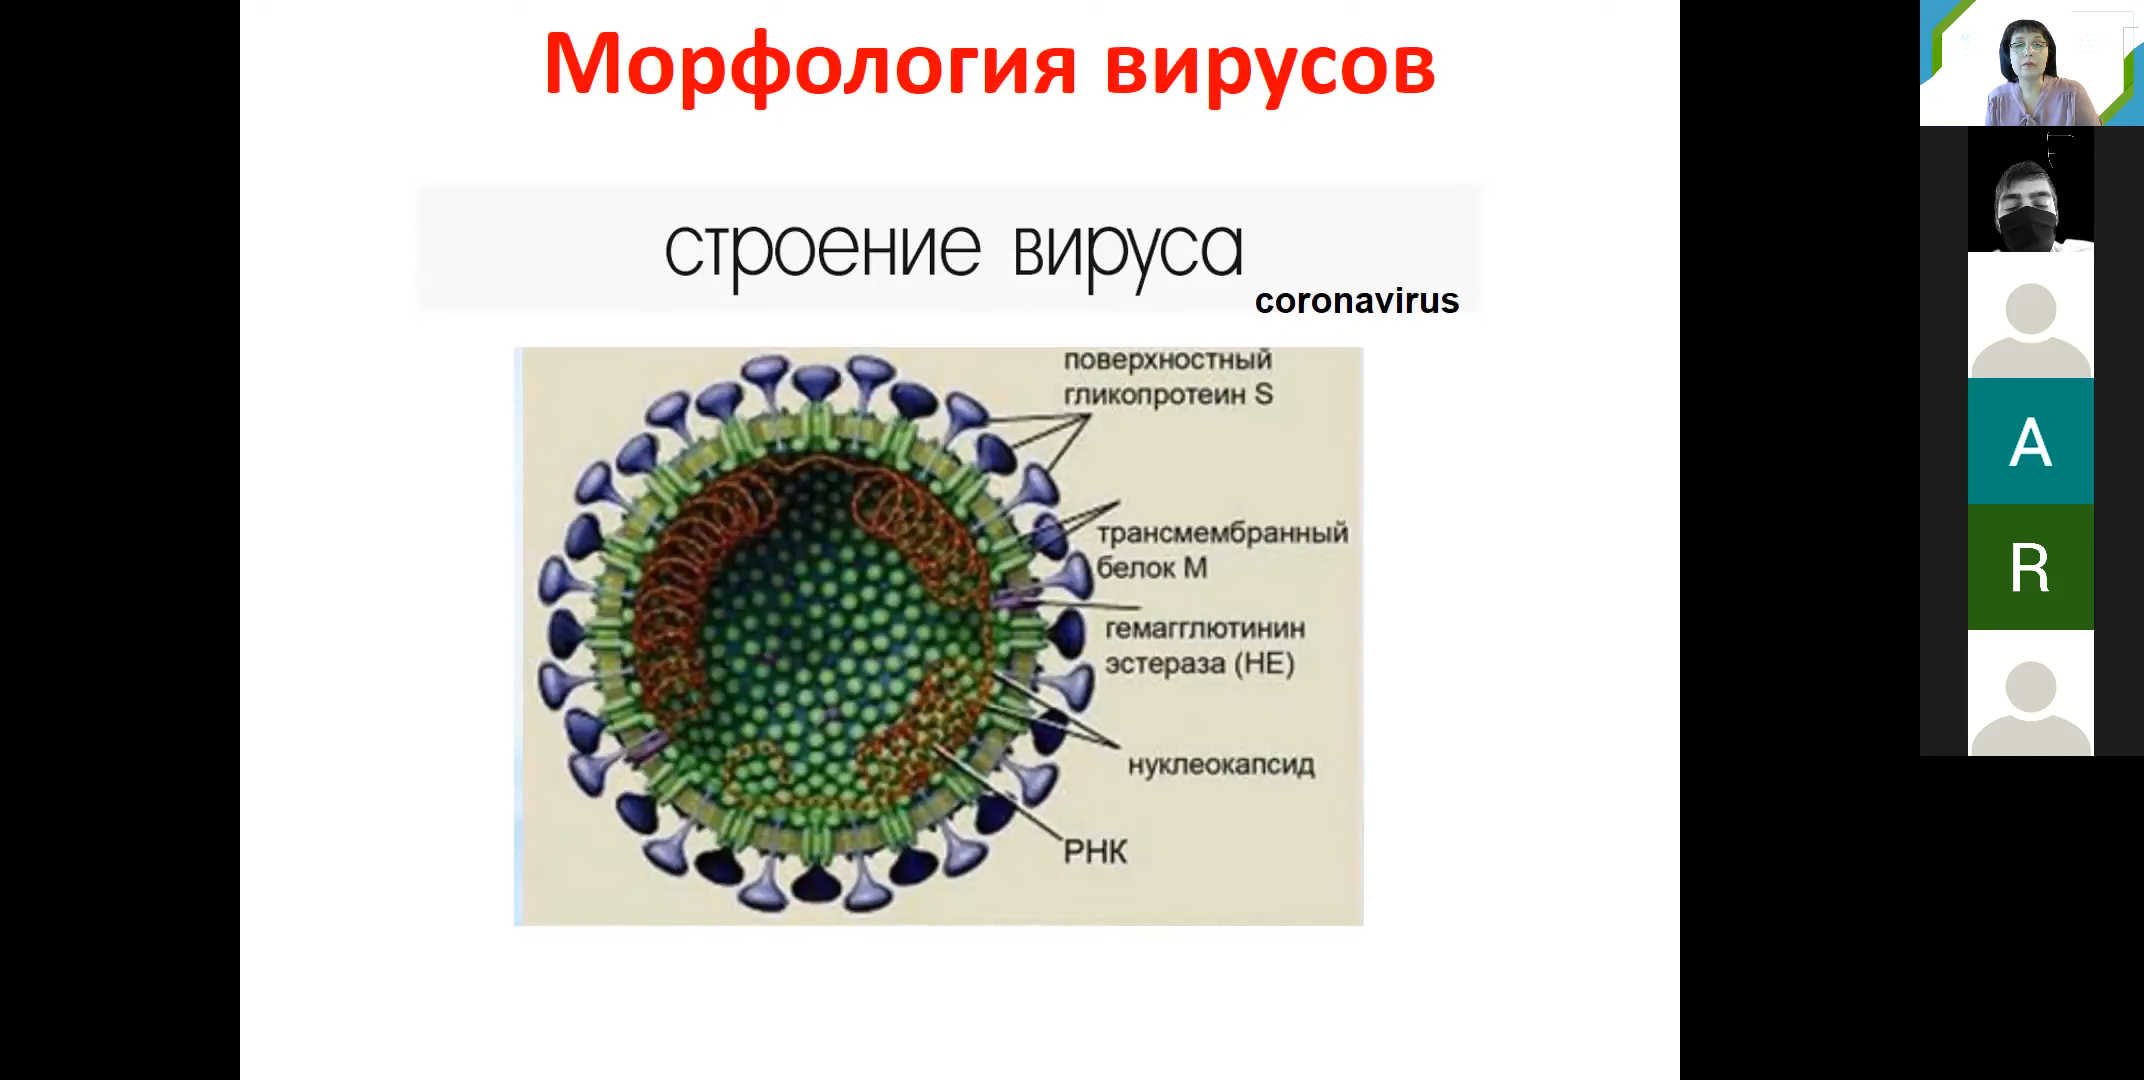 Морфология вирусов
строение вируса
coronavirus
поверхностный
гликопротеин S
трансмембранный
белок М
гемагглютинин
эстераза (НЕ)
нуклеокапсид
РНК
A
R